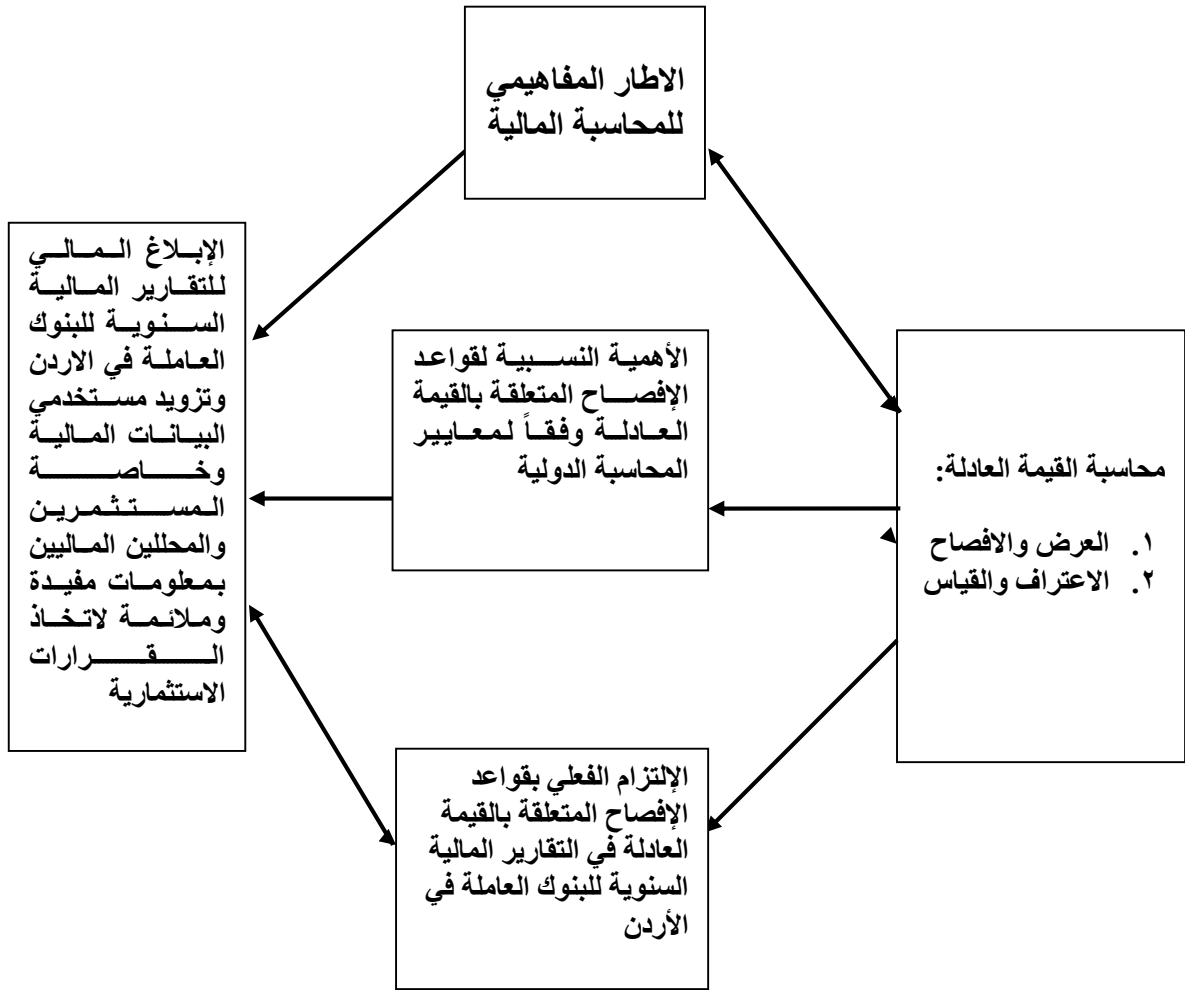 الاطار المفاهيمي
للمحاسبة المالية
محاسبة القيمة العادلة:
١. العرض والافصاح
٢. الاعتراف والقياس
الأهمية النسبية لقواعد
الإفصاح المتعلقة بالقيمة
العادلة وفقاً لمعايير
المحاسبة الدولية
الإبلاغ المالي
للتقارير المالية
السنوية للبنوك
العاملة في الاردن
وتزويد مستخدمي
البيانات المالية
وخاصة
المستثمرين
والمحللين الماليين
بمعلومات مفيدة
وملائمة لاتخاذ
القرارات
الاستثمارية
الإلتزام الفعلي بقواعد
الإفصاح المتعلقة بالقيمة
العادلة في التقارير المالية
السنوية للبنوك العاملة في
الأردن